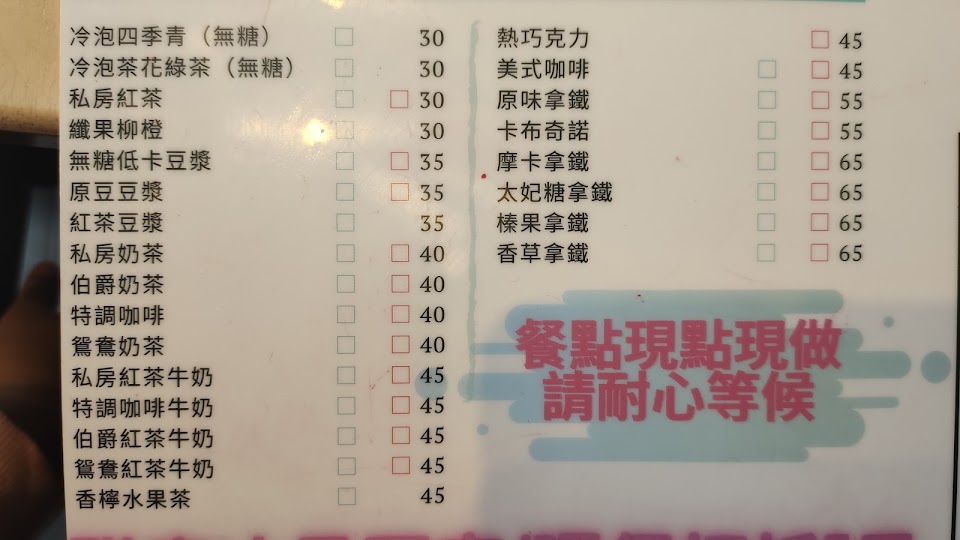 冷泡四季青（無糖） □ 30
冷泡茶花綠茶（無糖） □ 30
私房紅茶 □ □ 30
纖果柳橙 □ 30
無糖低卡豆漿 □ □ 35
原豆豆漿 □ □ 35
紅茶豆漿 □ 35
私房奶茶 □ □ 40
伯爵奶茶 □ □ 40
特調咖啡 □ □ 40
鴛鴦奶茶 □ □ 40
私房紅茶牛奶 □ □ 45
特調咖啡牛奶 □ □ 45
伯爵紅茶牛奶 □ □ 45
鴛鴦紅茶牛奶 □ □ 45
香檸水果茶 □ 45
熱巧克力 □ 45
美式咖啡 □ □ 45
原味拿鐵 □ □ 55
卡布奇諾 □ □ 55
摩卡拿鐵 □ □ 65
太妃糖拿鐵 □ □ 65
榛果拿鐵 □ □ 65
香草拿鐵 □ □ 65
餐點現點現做
請耐心等候